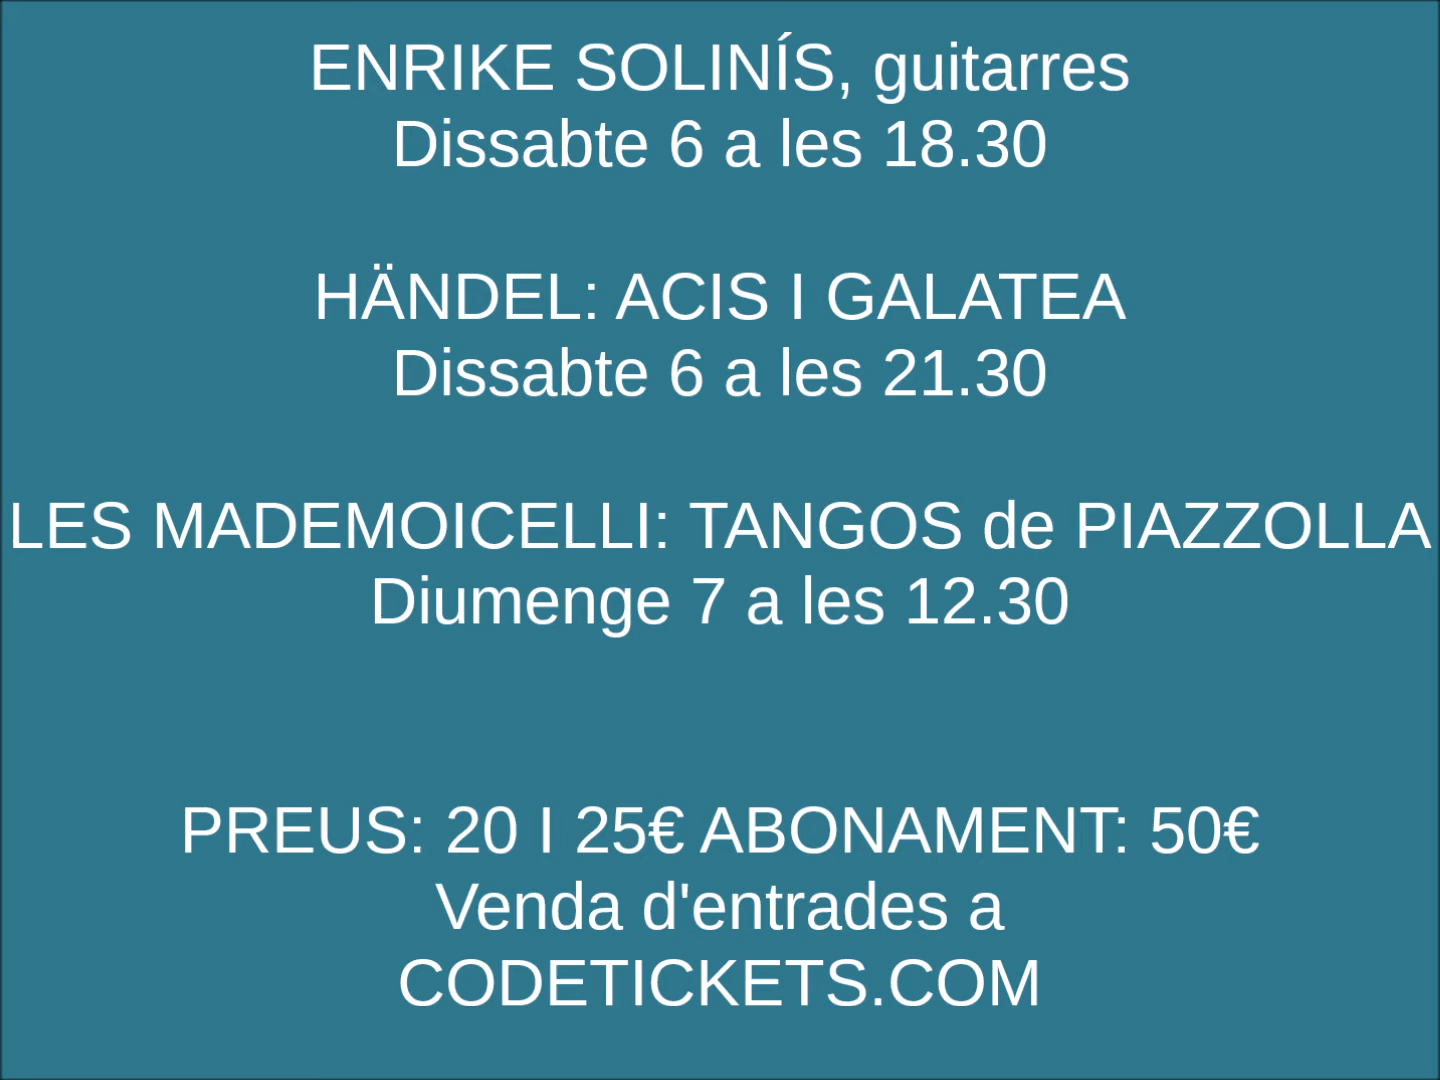 ENRIKE SOLINÍS, guitarres
Dissabte 6 a les 18.30
HÄNDEL: ACIS I GALATEA
Dissabte 6 a les 21.30
LES MADEMOICELLI: TANGOS de PIAZZOLLA
Diumenge 7 a les 12.30
PREUS: 20 I 25€ ABONAMENT: 50€
Venda d'entrades a
CODETICKETS.COM